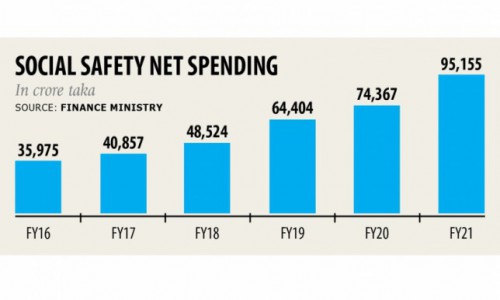 SOCIAL SAFETY NET SPENDING
In crore taka
SOURCE: FINANCE MINISTRY
35,975
40,857
48,524
64,404
74,367
95,155
FY16
FY17
FY18
FY19
FY20
FY21